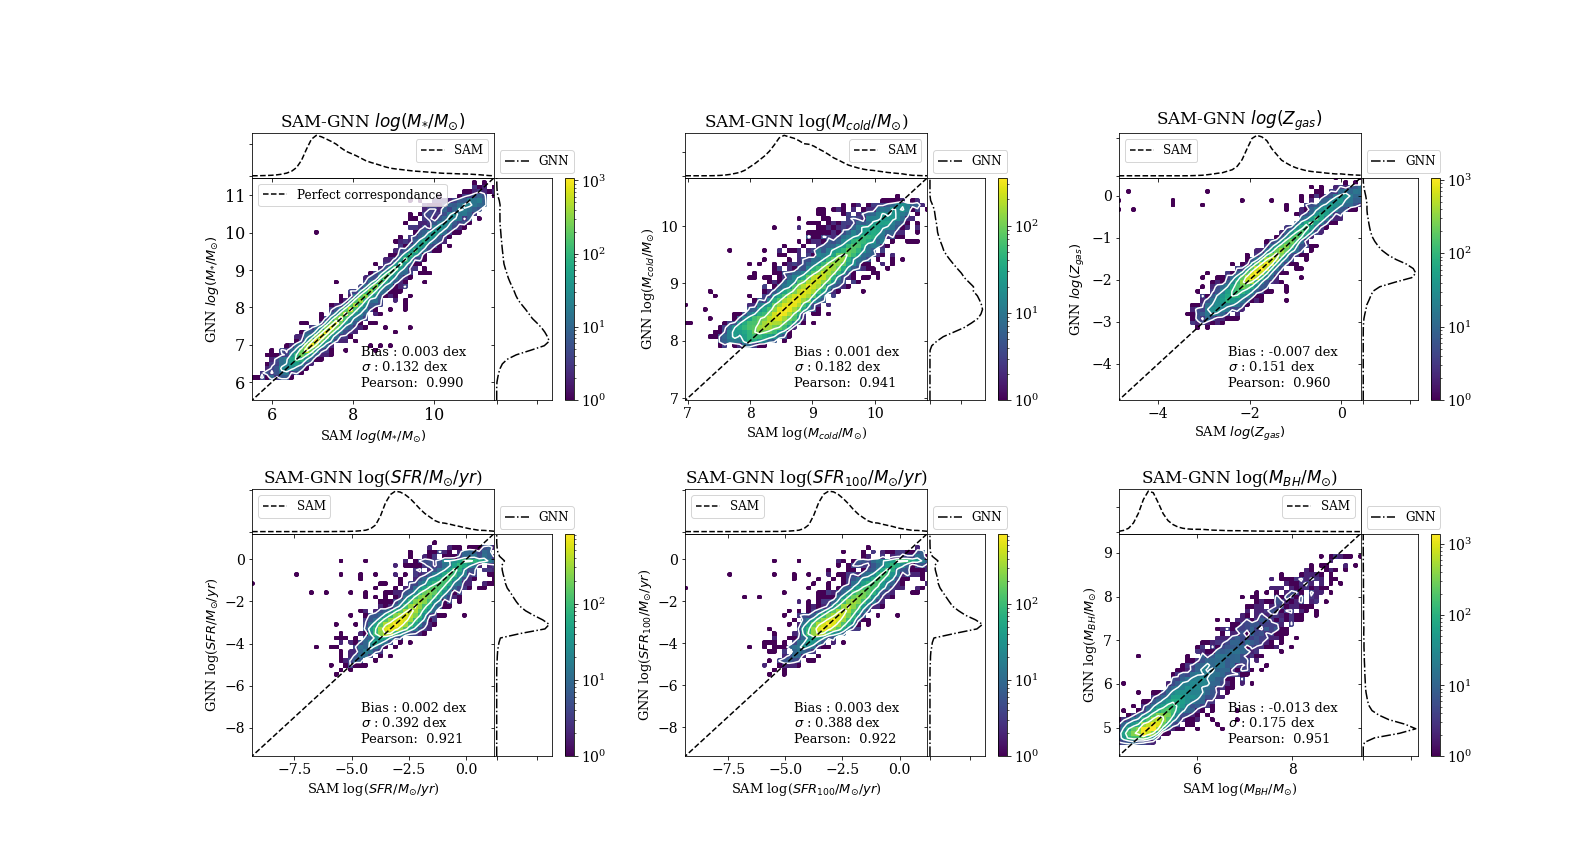 SAM-GNN log(M*/M⊙)
SAM
GNN
Perfect correspondance
11
10
9
8
7
6
GNN log(M*/M⊙)
Bias : 0.003 dex
σ : 0.132 dex
Pearson: 0.990
6 8 10
SAM log(M*/M⊙)
10³
10²
10¹
10⁰
SAM-GNN log(M_cold/M⊙)
SAM
GNN
10
9
8
7
GNN log(M_cold/M⊙)
Bias : 0.001 dex
σ : 0.182 dex
Pearson: 0.941
7 8 9 10
SAM log(M_cold/M⊙)
10²
10¹
10⁰
SAM-GNN log(Z_gas)
SAM
GNN
0
−1
−2
−3
−4
GNN log(Z_gas)
Bias : -0.007 dex
σ : 0.151 dex
Pearson: 0.960
−4 −2 0
SAM log(Z_gas)
10³
10²
10¹
10⁰
SAM-GNN log(SFR/M⊙/yr)
SAM
GNN
0
−2
−4
−6
−8
GNN log(SFR/M⊙/yr)
Bias : 0.002 dex
σ : 0.392 dex
Pearson: 0.921
−7.5 −5.0 −2.5 0.0
SAM log(SFR/M⊙/yr)
10²
10¹
10⁰
SAM-GNN log(SFR₁₀₀/M⊙/yr)
SAM
GNN
0
−2
−4
−6
−8
GNN log(SFR₁₀₀/M⊙/yr)
Bias : 0.003 dex
σ : 0.388 dex
Pearson: 0.922
−7.5 −5.0 −2.5 0.0
SAM log(SFR₁₀₀/M⊙/yr)
10²
10¹
10⁰
SAM-GNN log(M_BH/M⊙)
SAM
GNN
9
8
7
6
5
GNN log(M_BH/M⊙)
Bias : -0.013 dex
σ : 0.175 dex
Pearson: 0.951
6 8
SAM log(M_BH/M⊙)
10³
10²
10¹
10⁰